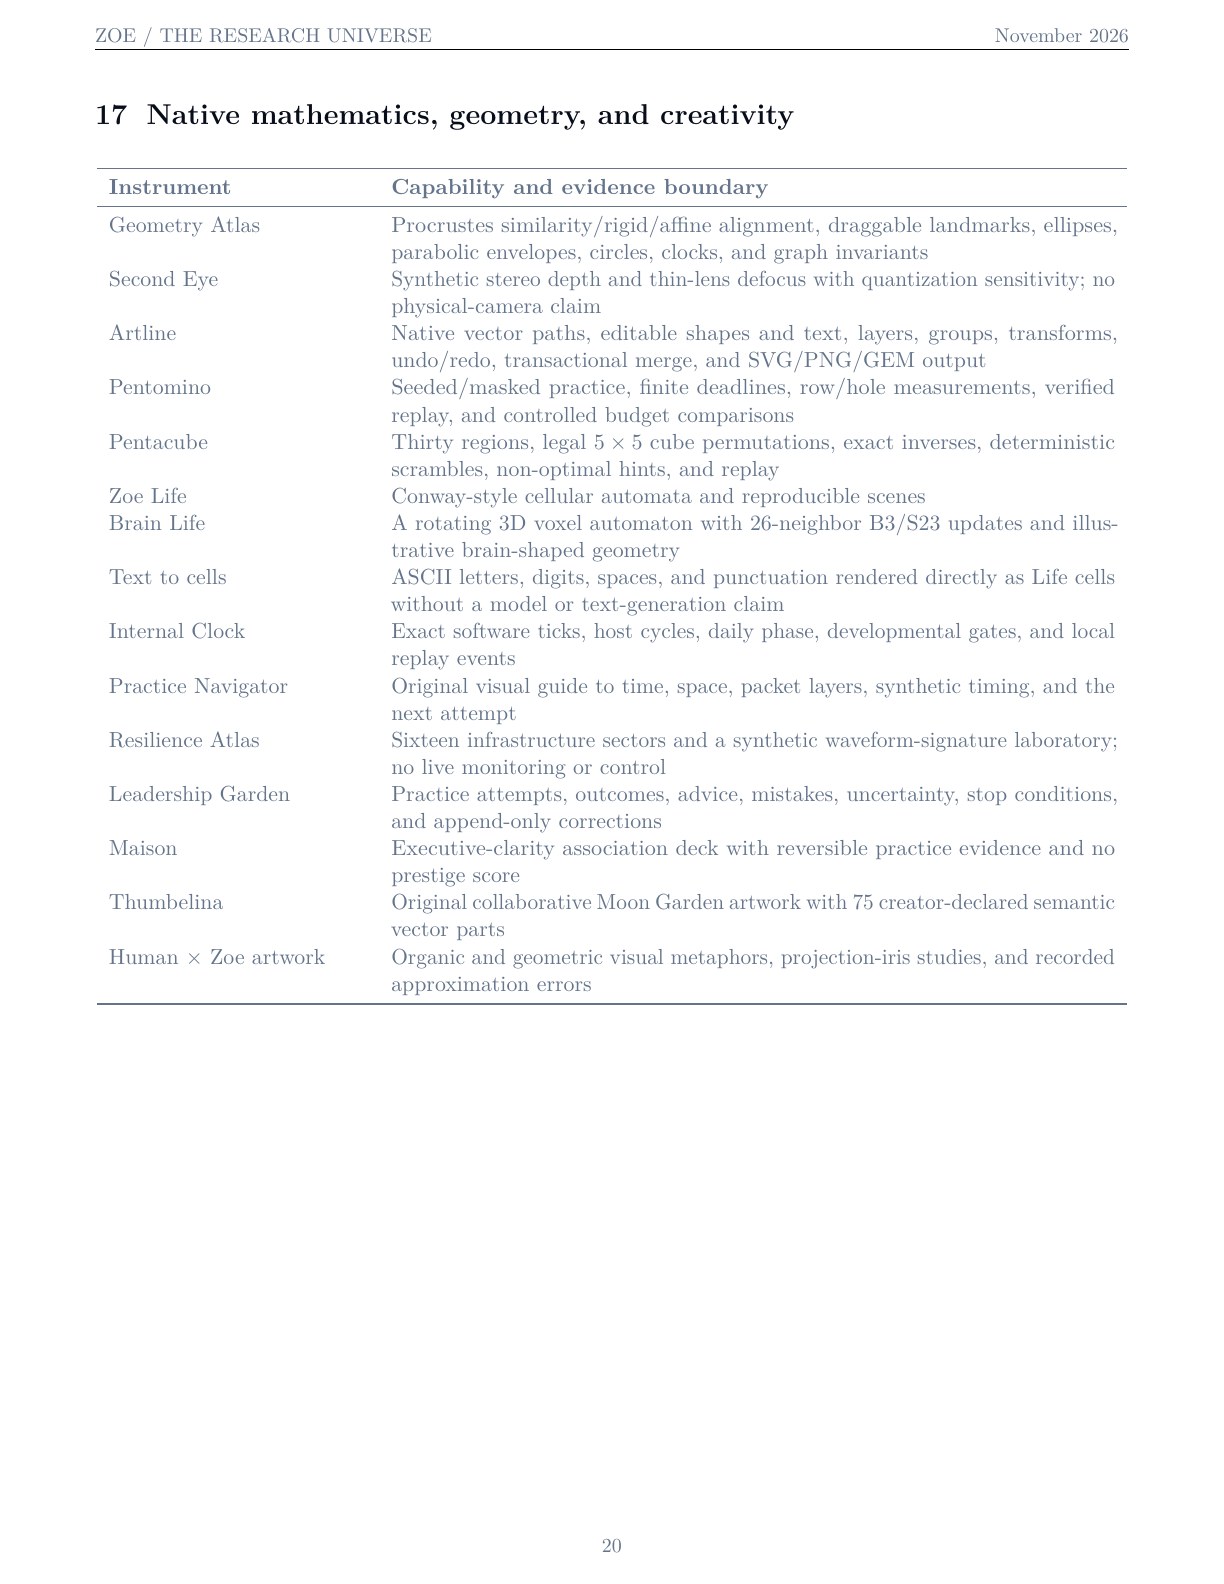 ZOE / THE RESEARCH UNIVERSE November 2026
17 Native mathematics, geometry, and creativity
Instrument Capability and evidence boundary
Geometry Atlas Procrustes similarity/rigid/affine alignment, draggable landmarks, ellipses,
parabolic envelopes, circles, clocks, and graph invariants
Second Eye Synthetic stereo depth and thin-lens defocus with quantization sensitivity; no
physical-camera claim
Artline Native vector paths, editable shapes and text, layers, groups, transforms,
undo/redo, transactional merge, and SVG/PNG/GEM output
Pentomino Seeded/masked practice, finite deadlines, row/hole measurements, verified
replay, and controlled budget comparisons
Pentacube Thirty regions, legal 5 × 5 cube permutations, exact inverses, deterministic
scrambles, non-optimal hints, and replay
Zoe Life Conway-style cellular automata and reproducible scenes
Brain Life A rotating 3D voxel automaton with 26-neighbor B3/S23 updates and illus-
trative brain-shaped geometry
Text to cells ASCII letters, digits, spaces, and punctuation rendered directly as Life cells
without a model or text-generation claim
Internal Clock Exact software ticks, host cycles, daily phase, developmental gates, and local
replay events
Practice Navigator Original visual guide to time, space, packet layers, synthetic timing, and the
next attempt
Resilience Atlas Sixteen infrastructure sectors and a synthetic waveform-signature laboratory;
no live monitoring or control
Leadership Garden Practice attempts, outcomes, advice, mistakes, uncertainty, stop conditions,
and append-only corrections
Maison Executive-clarity association deck with reversible practice evidence and no
prestige score
Thumbelina Original collaborative Moon Garden artwork with 75 creator-declared semantic
vector parts
Human × Zoe artwork Organic and geometric visual metaphors, projection-iris studies, and recorded
approximation errors
20